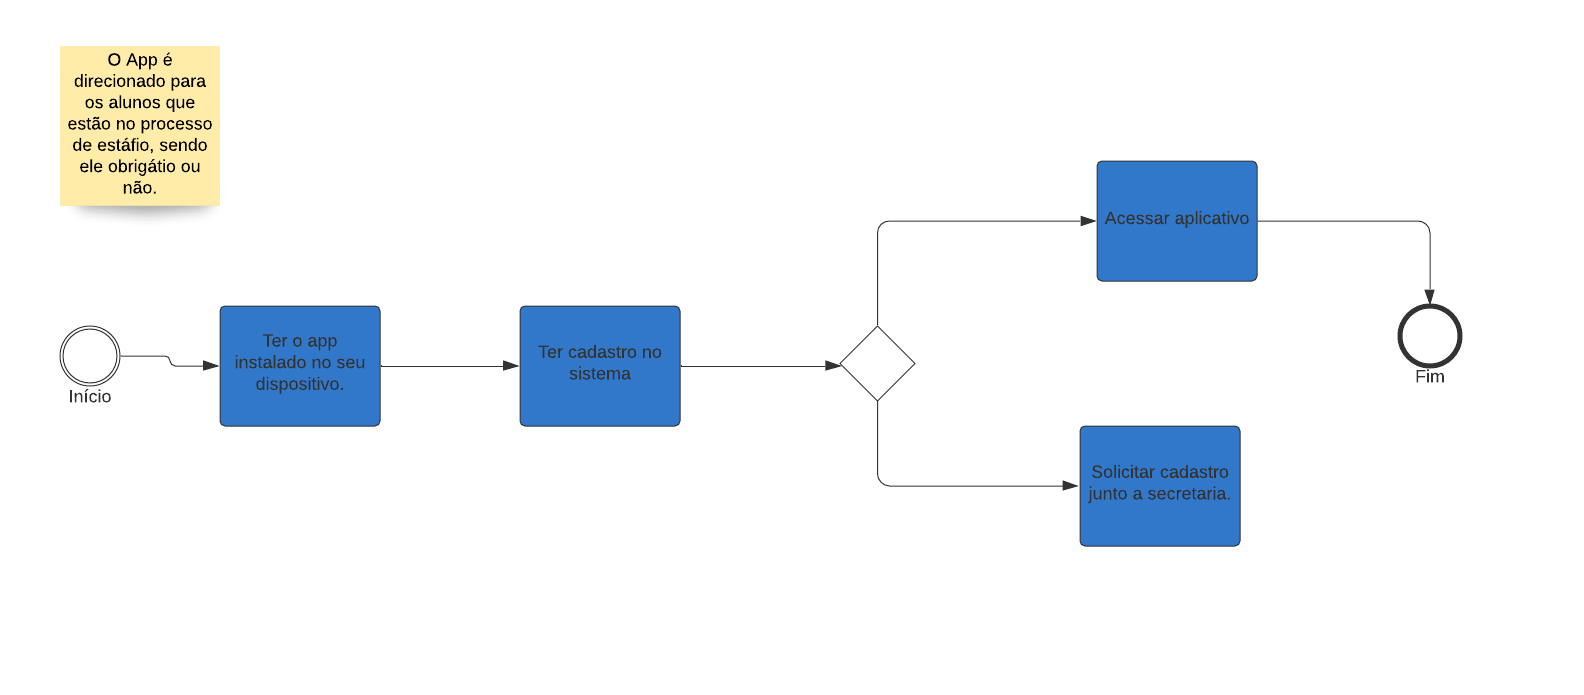 O App é
direcionado para
os alunos que
estão no processo
de estáfio, sendo
ele obrigátio ou
não.
Início
Ter o app
instalado no seu
dispositivo.
Ter cadastro no
sistema
Acessar aplicativo
Solicitar cadastro
junto a secretaria.
Fim